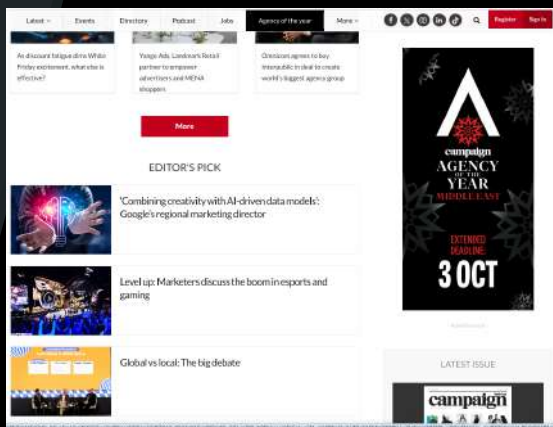 Latest
Events
Directory
Podcast
Jobs
Agency of the year
More
Register
Sign In
As discount fatigue dims White
Friday excitement, what else is
effective?
Yango Ads, Landmark Retail
partner to empower
advertisers and MENA
shoppers
Omnicom agrees to buy
Interpublic in deal to create
world's biggest agency group
More
EDITOR'S PICK
'Combining creativity with AI-driven data models':
Google's regional marketing director
Level up: Marketers discuss the boom in esports and
gaming
Global vs local: The big debate
campaign
AGENCY
OF THE
YEAR
MIDDLE EAST
EXTENDED
DEADLINE:
3 OCT
LATEST ISSUE
campaign